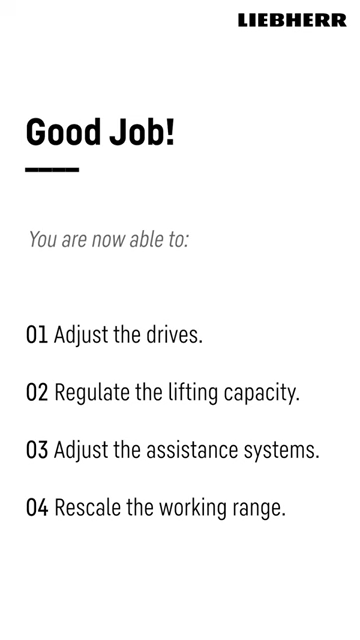 LIEBHERR
Good Job!
You are now able to:
01 Adjust the drives.
02 Regulate the lifting capacity.
03 Adjust the assistance systems.
04 Rescale the working range.